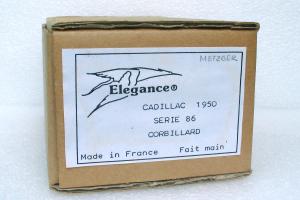 METZGER
Elegance®
CADILLAC 1950
SERIE 86
CORBILLARD
Made in France Fait main